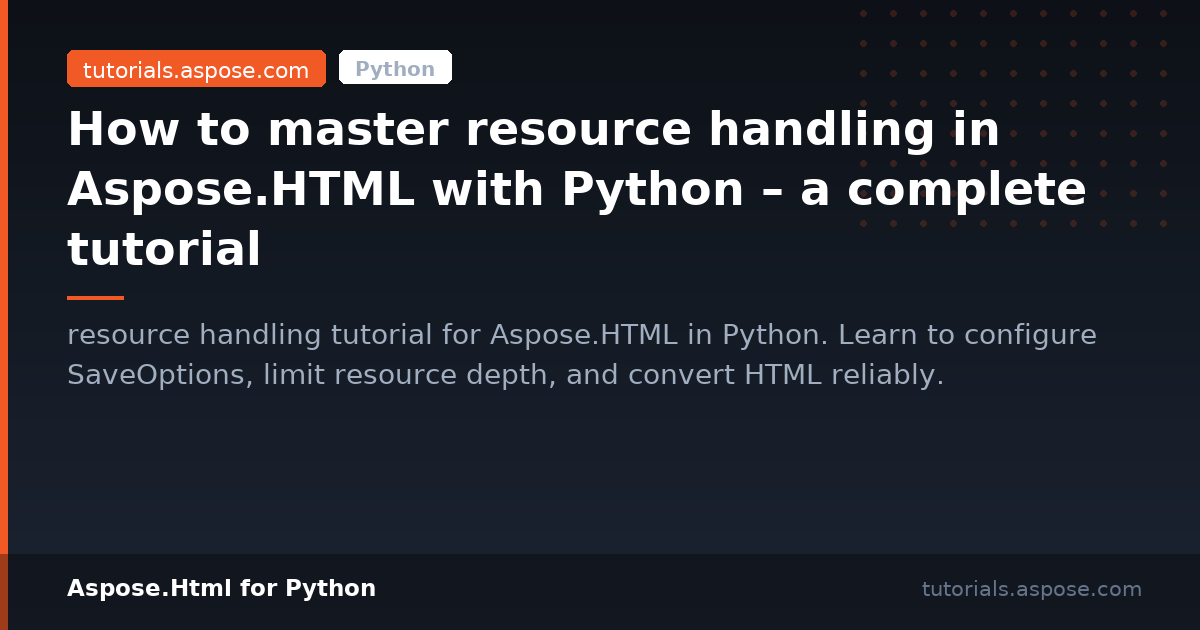 tutorials.aspose.com
Python
How to master resource handling in
Aspose.HTML with Python – a complete
tutorial
resource handling tutorial for Aspose.HTML in Python. Learn to configure
SaveOptions, limit resource depth, and convert HTML reliably.
Aspose.Html for Python
tutorials.aspose.com